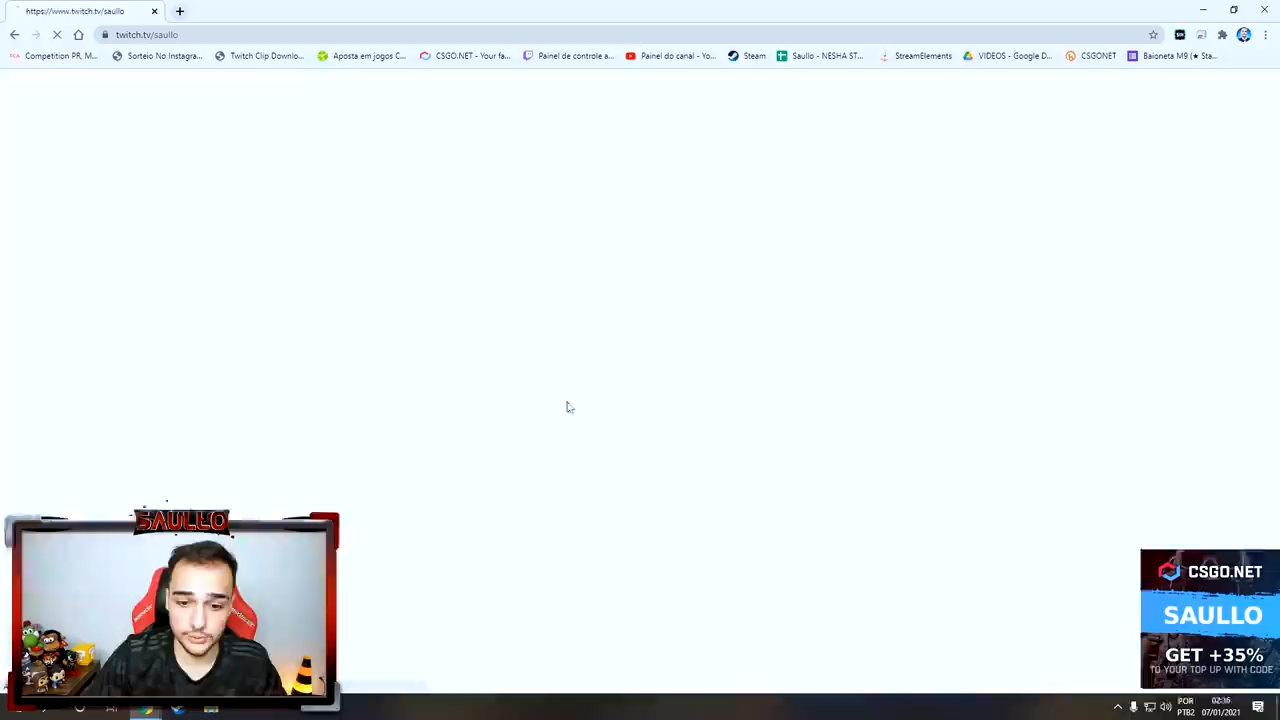 https://www.twitch.tv/saullo
twitch.tv/saullo
Competition PR, M...
Sorteio No Instagra...
Twitch Clip Downlo...
Aposta em jogos C...
CSGO.NET - Your fa...
Painel de controle a...
Painel do canal - Yo...
Steam
Saullo - NESHA ST...
StreamElements
VIDEOS - Google D...
CSGONET
Baioneta M9 (★ Sta...
SAULLO
CSGO.NET
SAULLO
GET +35%
TO YOUR TOP UP WITH CODE
POR
PTB2
02:36
07/01/2021